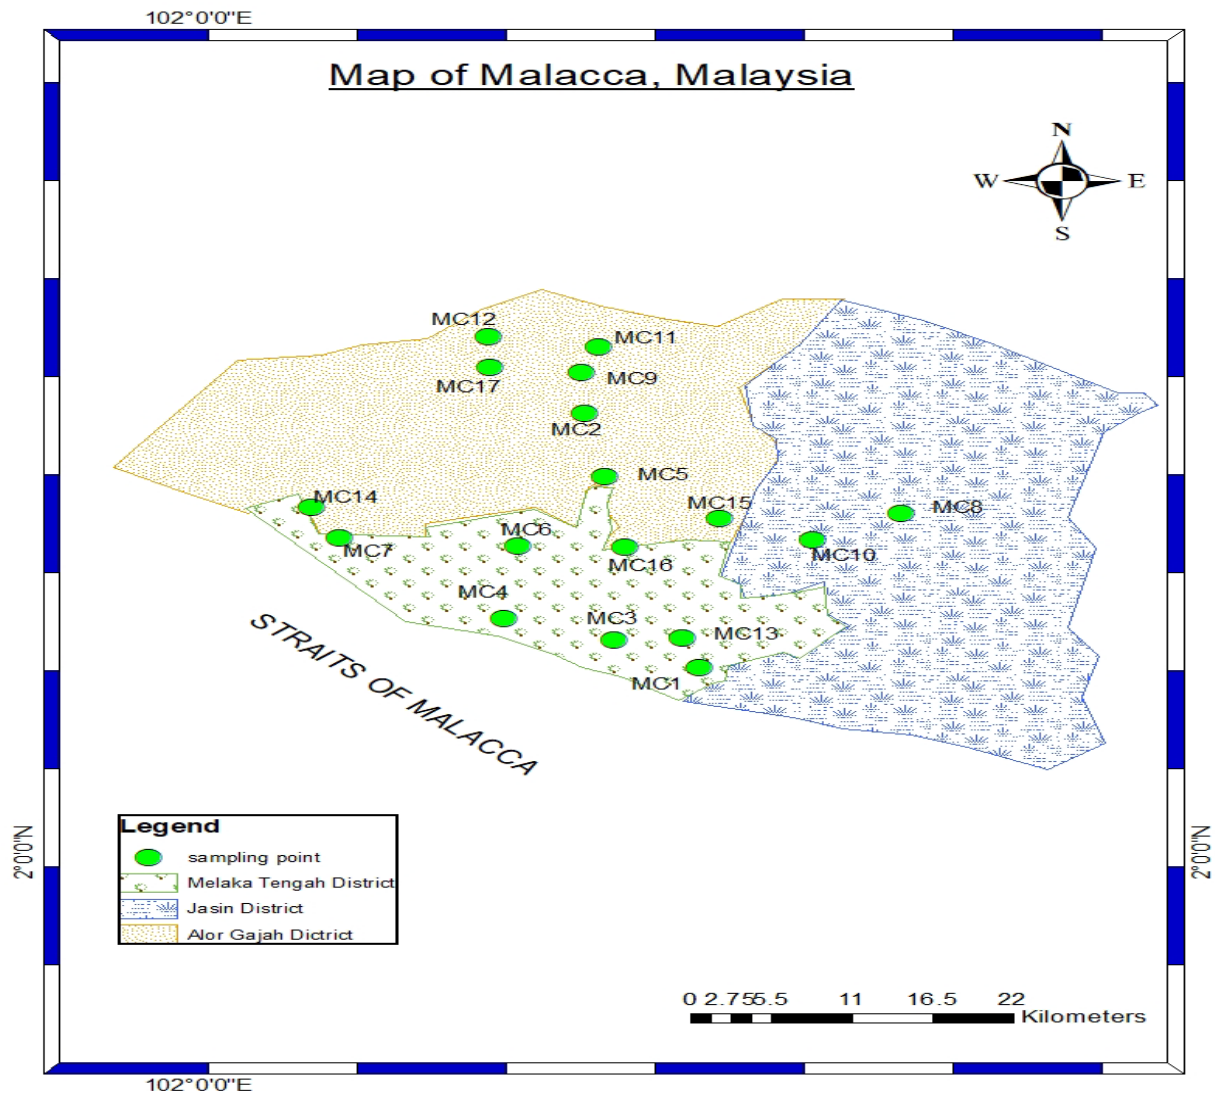 102°0'0"E
Map of Malacca, Malaysia
N
W E
S
MC12
MC11
MC17
MC9
MC2
MC5
MC14
MC15
MC8
MC6
MC7
MC16
MC10
MC4
MC3
MC13
MC1
STRAITS OF MALACCA
2°0'0"N
2°0'0"N
Legend
sampling point
Melaka Tengah District
Jasin District
Alor Gajah Dictrict
0 2.75 5.5 11 16.5 22
Kilometers
102°0'0"E